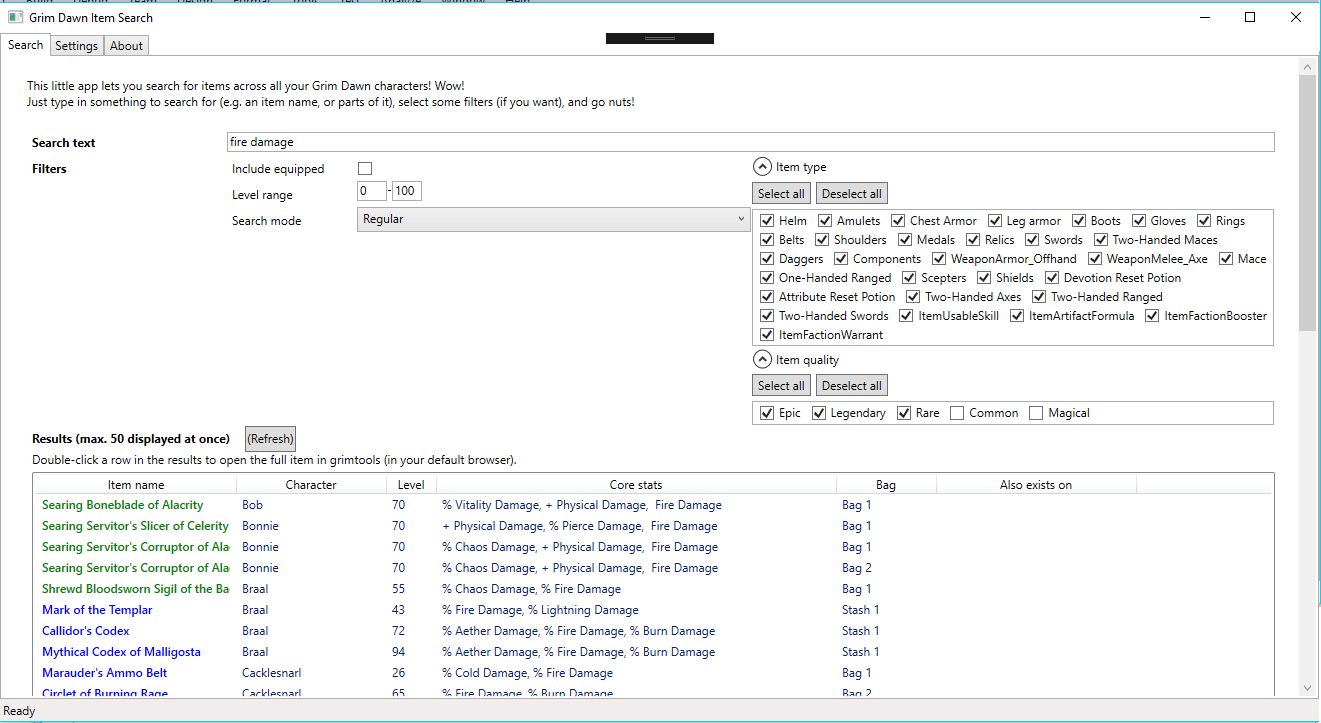 Grim Dawn Item Search
Search Settings About
This little app lets you search for items across all your Grim Dawn characters! Wow!
Just type in something to search for (e.g. an item name, or parts of it), select some filters (if you want), and go nuts!
Search text fire damage
Filters
Include equipped
Level range 0 - 100
Search mode Regular
Item type
Select all Deselect all
Helm Amulets Chest Armor Leg armor Boots Gloves Rings
Belts Shoulders Medals Relics Swords Two-Handed Maces
Daggers Components WeaponArmor_Offhand WeaponMelee_Axe Mace
One-Handed Ranged Scepters Shields Devotion Reset Potion
Attribute Reset Potion Two-Handed Axes Two-Handed Ranged
Two-Handed Swords ItemUsableSkill ItemArtifactFormula ItemFactionBooster
ItemFactionWarrant
Item quality
Select all Deselect all
Epic Legendary Rare Common Magical
Results (max. 50 displayed at once) (Refresh)
Double-click a row in the results to open the full item in grimtools (in your default browser).
Item name Character Level Core stats Bag Also exists on
Searing Boneblade of Alacrity Bob 70 % Vitality Damage, + Physical Damage, Fire Damage Bag 1
Searing Servitor's Slicer of Celerity Bonnie 70 + Physical Damage, % Pierce Damage, Fire Damage Bag 1
Searing Servitor's Corruptor of Ala Bonnie 70 % Chaos Damage, + Physical Damage, Fire Damage Bag 1
Searing Servitor's Corruptor of Ala Bonnie 70 % Chaos Damage, + Physical Damage, Fire Damage Bag 2
Shrewd Bloodsworn Sigil of the Ba Braal 55 % Chaos Damage, % Fire Damage Bag 1
Mark of the Templar Braal 43 % Fire Damage, % Lightning Damage Stash 1
Callidor's Codex Braal 72 % Aether Damage, % Fire Damage, % Burn Damage Stash 1
Mythical Codex of Malligosta Braal 94 % Aether Damage, % Fire Damage, % Burn Damage Stash 1
Marauder's Ammo Belt Cacklesnarl 26 % Cold Damage, % Fire Damage Bag 1
Circlet of Burning Rage Cacklesnarl 65 % Fire Damage, % Burn Damage Bag 2
Ready